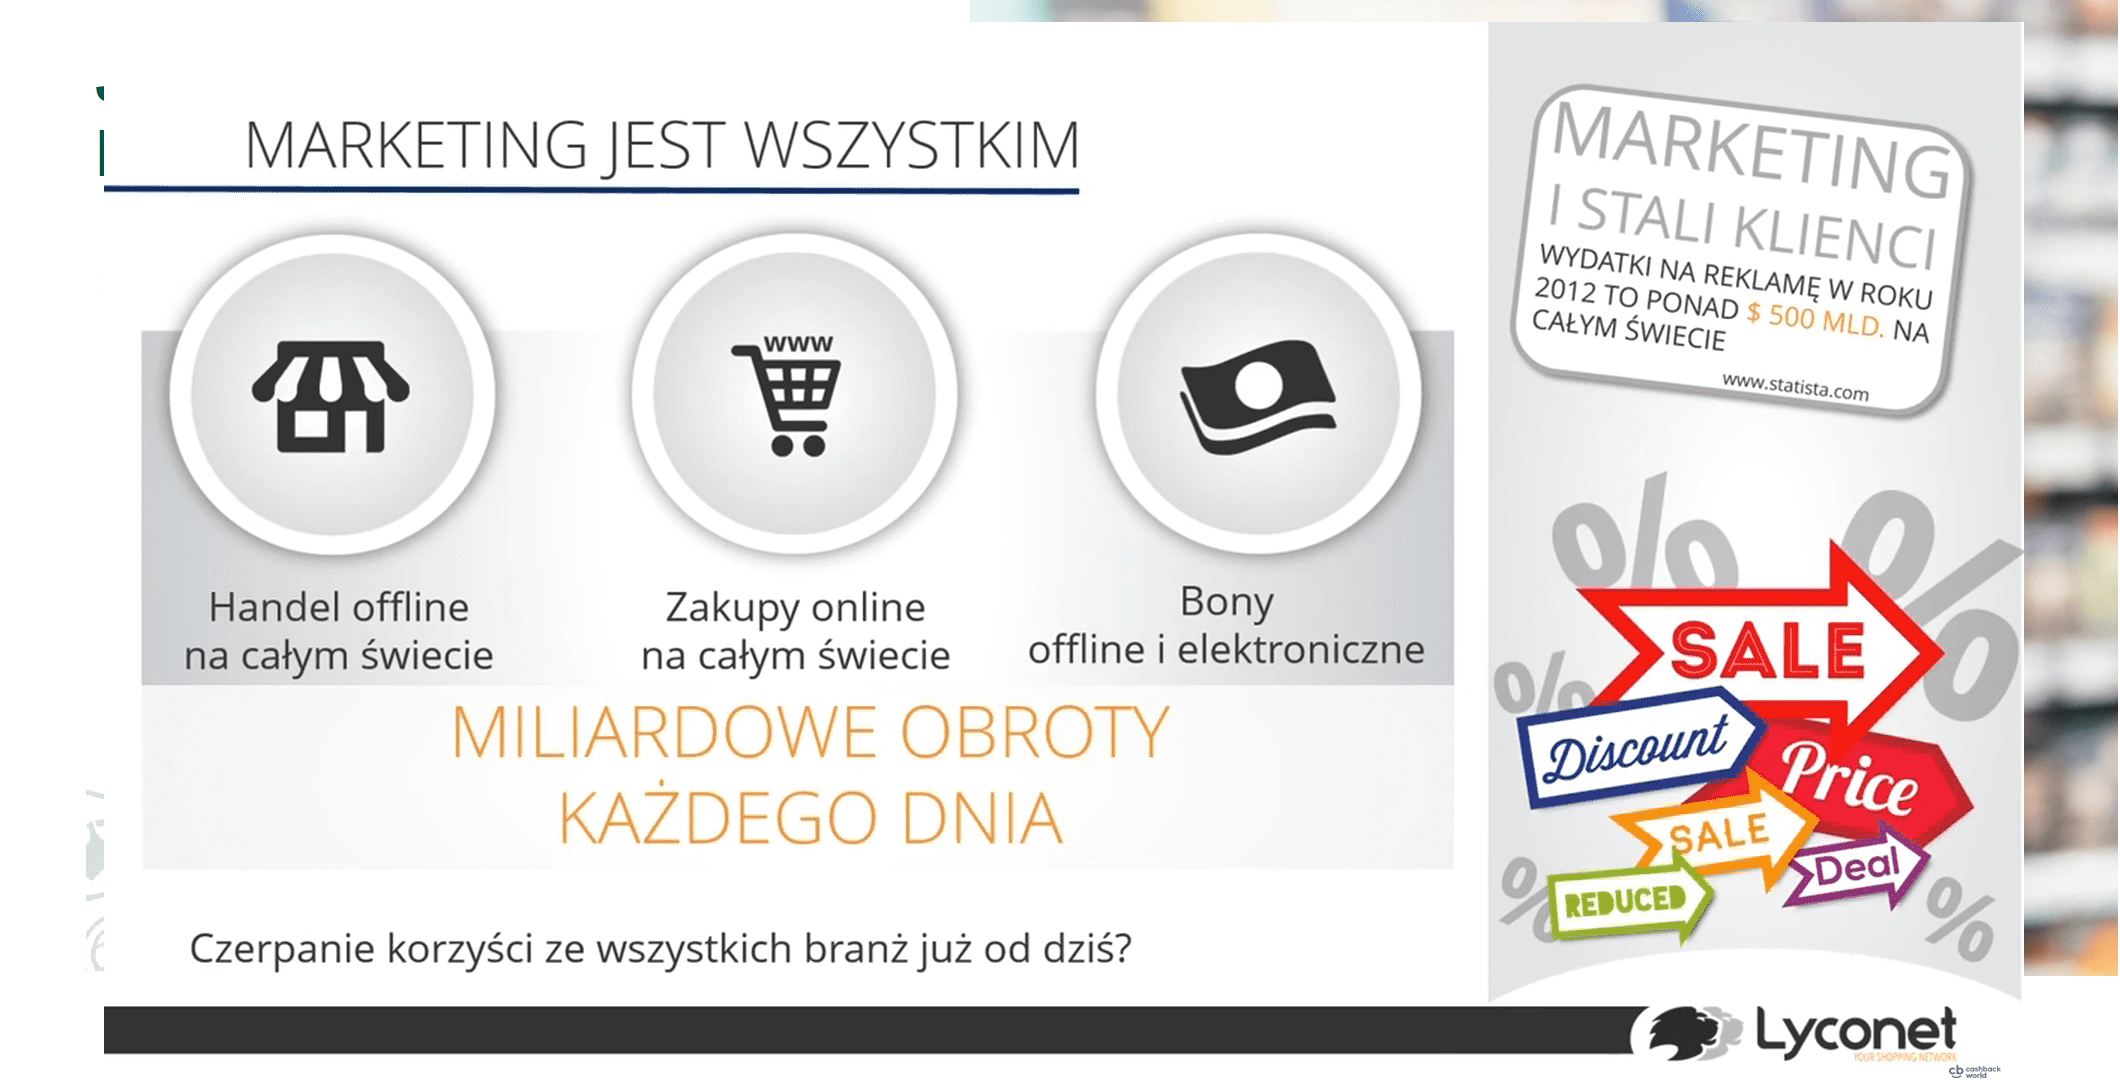 MARKETING JEST WSZYSTKIM
www
Handel offline
na całym świecie
Zakupy online
na całym świecie
Bony
offline i elektroniczne
MILIARDOWE OBROTY
KAŻDEGO DNIA
Czerpanie korzyści ze wszystkich branż już od dziś?
MARKETING
I STALI KLIENCI
WYDATKI NA REKLAMĘ W ROKU
2012 TO PONAD $ 500 MLD. NA
CAŁYM ŚWIECIE
www.statista.com
% %
SALE
%
Discount
Price
SALE
Deal
REDUCED
% %
Lyconet
YOUR SHOPPING NETWORK
cb cashback
world